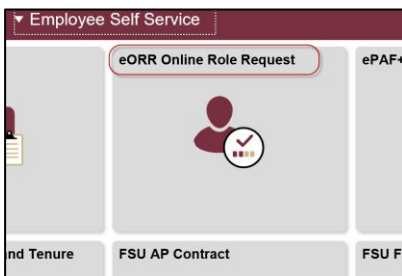 Employee Self Service
eORR Online Role Request
ePAF+
nd Tenure
FSU AP Contract
FSU F